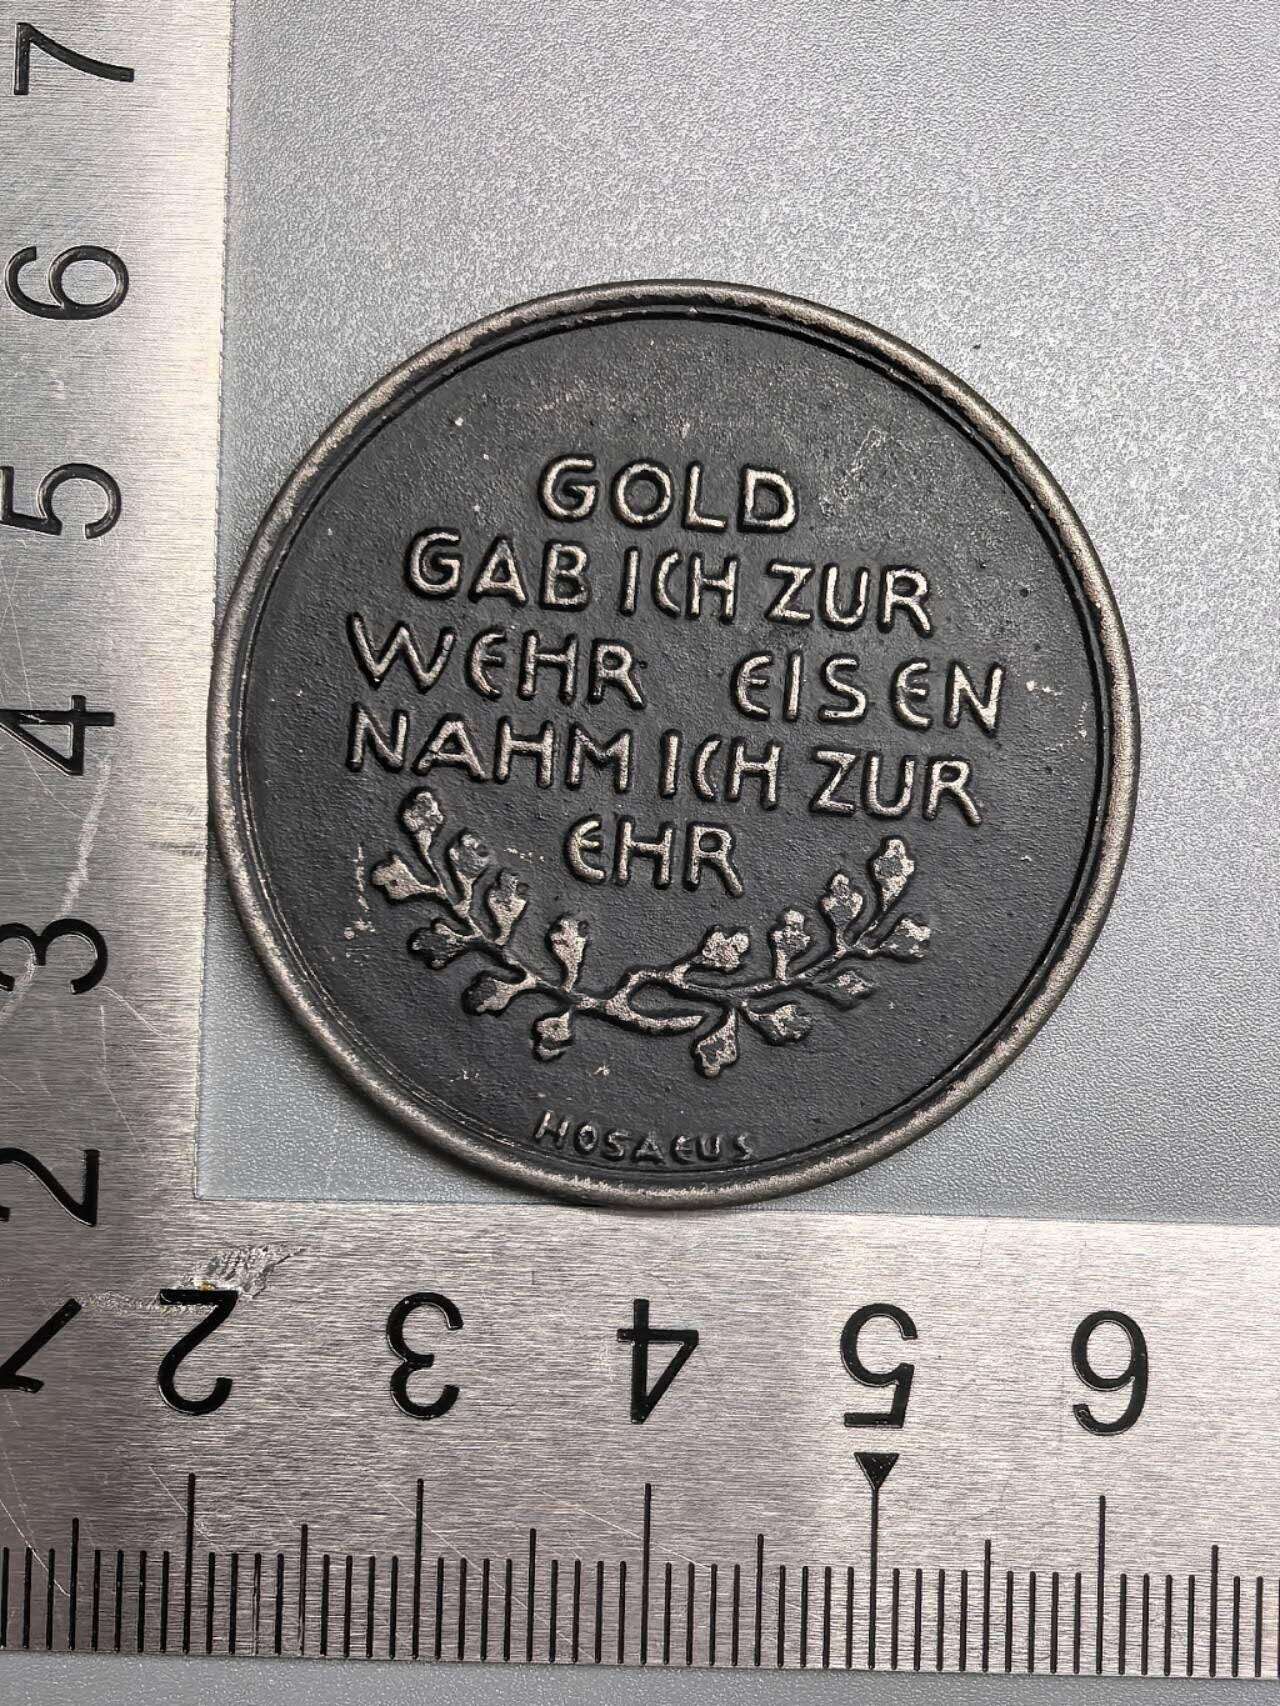 GOLD
GAB ICH ZUR
WEHR EISEN
NAHM ICH ZUR
EHR
HOSAEUS
7
6
5
4
3
2
1 2 3 4 5 6